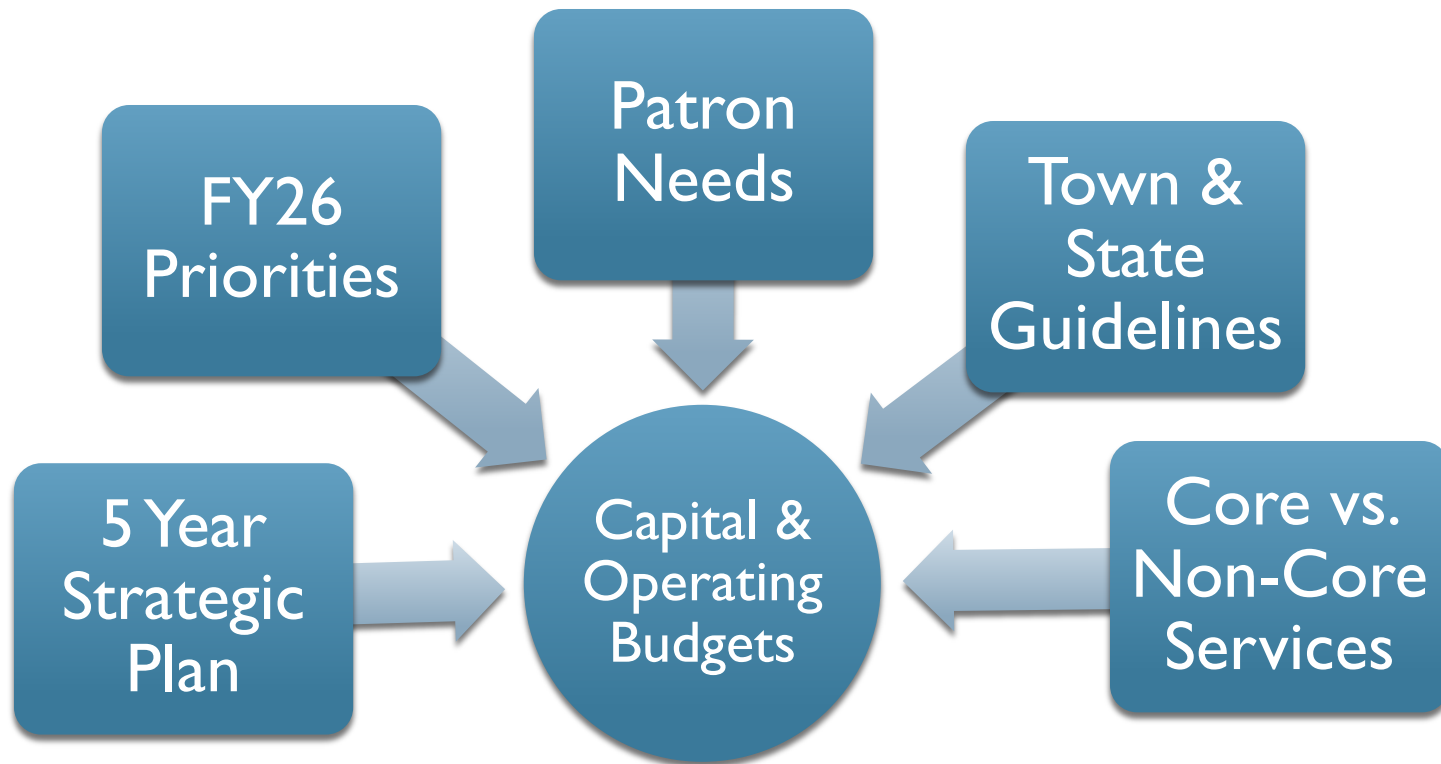 Patron
Needs
FY26
Priorities
Town &
State
Guidelines
5 Year
Strategic
Plan
Capital &
Operating
Budgets
Core vs.
Non-Core
Services